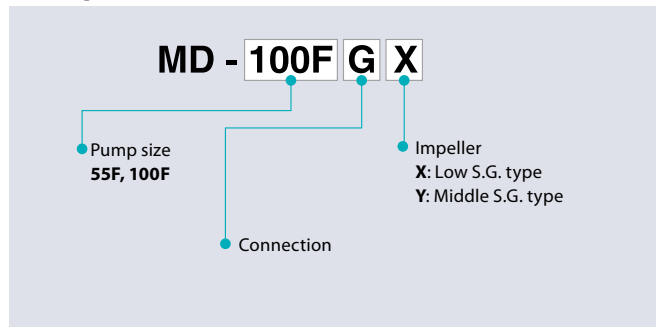 MD - 100F G X
Pump size
55F, 100F
Impeller
X: Low S.G. type
Y: Middle S.G. type
Connection